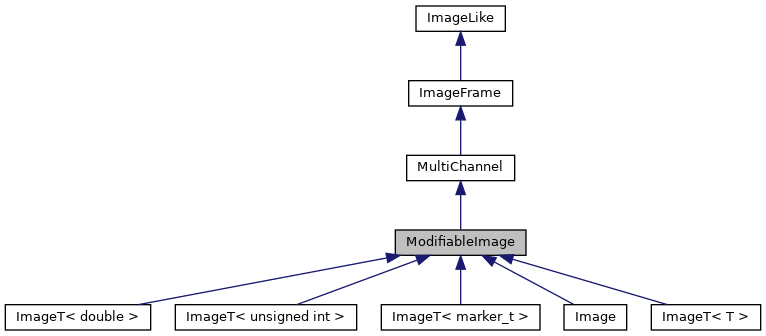 ImageLike
ImageFrame
MultiChannel
ModifiableImage
ImageT< double >
ImageT< unsigned int >
ImageT< marker_t >
Image
ImageT< T >